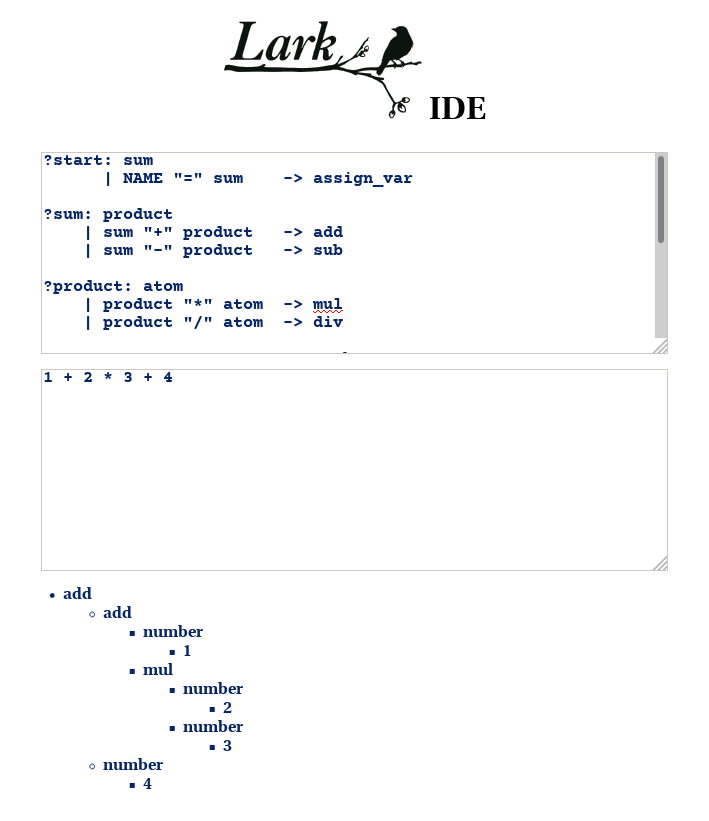 Lark
IDE
?start: sum
| NAME "=" sum -> assign_var
?sum: product
| sum "+" product -> add
| sum "-" product -> sub
?product: atom
| product "*" atom -> mul
| product "/" atom -> div
1 + 2 * 3 + 4
add
add
number
1
mul
number
2
number
3
number
4